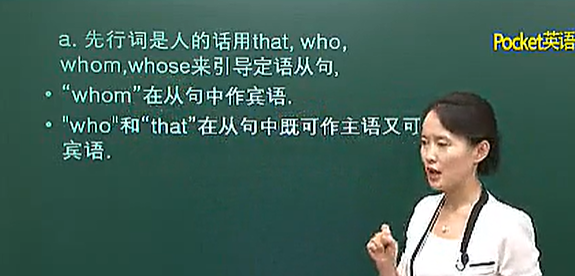 Pocket英语
a. 先行词是人的话用that, who,
whom,whose来引导定语从句,
• “whom”在从句中作宾语.
• "who"和“that”在从句中既可作主语又可
宾语.